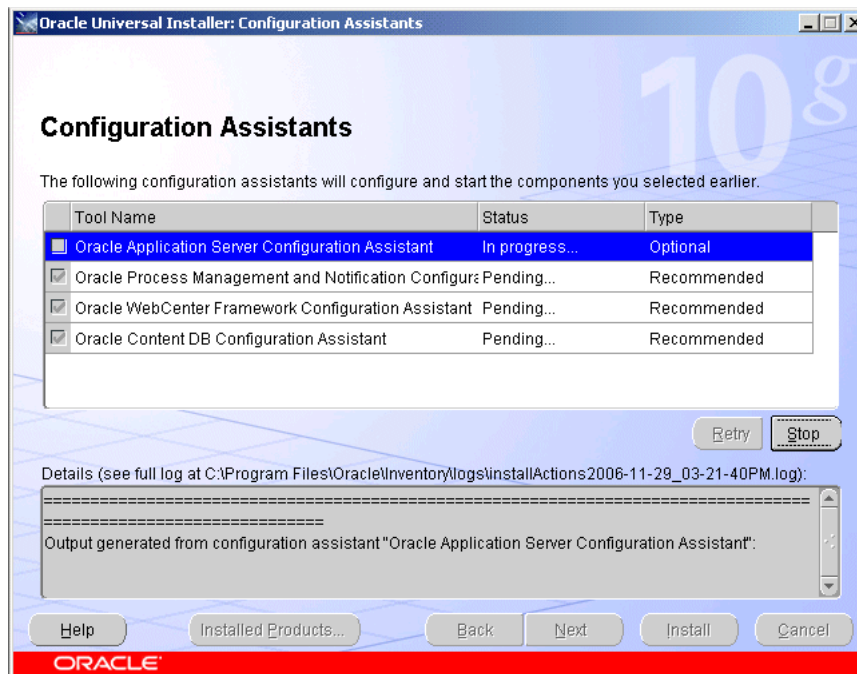 Oracle Universal Installer: Configuration Assistants
10g
Configuration Assistants
The following configuration assistants will configure and start the components you selected earlier.
Tool Name Status Type
Oracle Application Server Configuration Assistant In progress... Optional
Oracle Process Management and Notification Configura Pending... Recommended
Oracle WebCenter Framework Configuration Assistant Pending... Recommended
Oracle Content DB Configuration Assistant Pending... Recommended
Retry Stop
Details (see full log at C:\Program Files\Oracle\Inventory\logs\installActions2006-11-29_03-21-40PM.log):
==================================================================================
==============================
Output generated from configuration assistant "Oracle Application Server Configuration Assistant":
Help Installed Products... Back Next Install Cancel
ORACLE